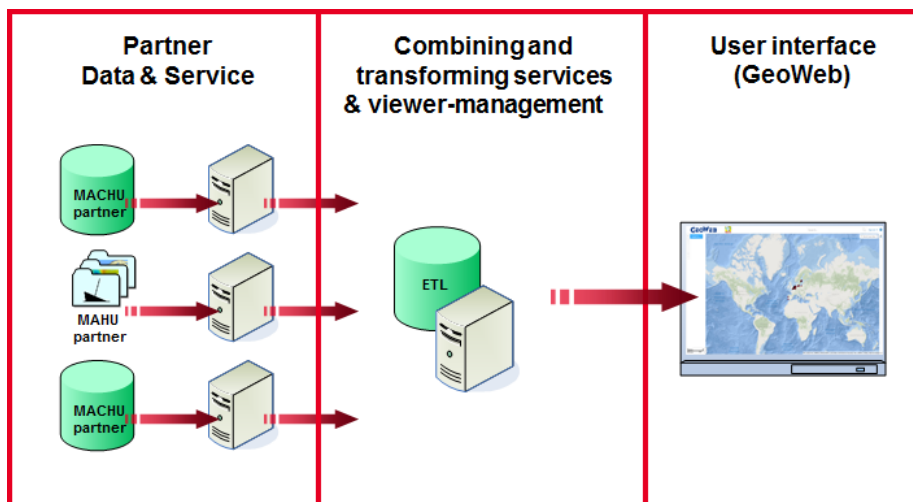 Partner
Data & Service
Combining and
transforming services
& viewer-management
User interface
(GeoWeb)
MACHU
partner
MAHU
partner
MACHU
partner
ETL
GEOWEB